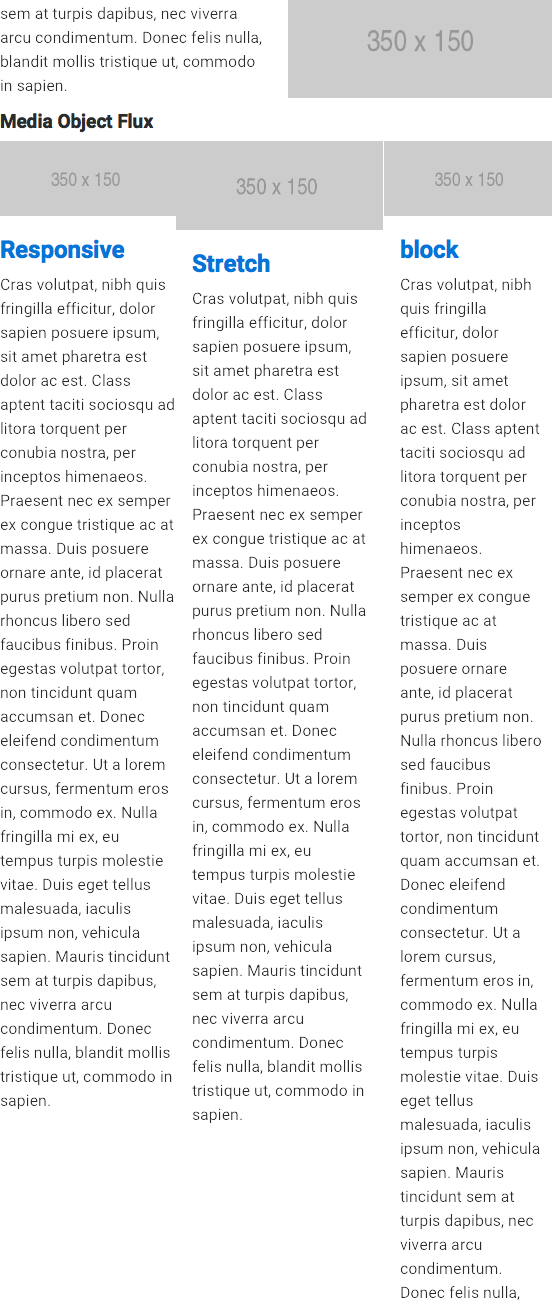 sem at turpis dapibus, nec viverra
arcu condimentum. Donec felis nulla,
blandit mollis tristique ut, commodo
in sapien.
350 x 150
Media Object Flux
350 x 150
Responsive
Cras volutpat, nibh quis
fringilla efficitur, dolor
sapien posuere ipsum,
sit amet pharetra est
dolor ac est. Class
aptent taciti sociosqu ad
litora torquent per
conubia nostra, per
inceptos himenaeos.
Praesent nec ex semper
ex congue tristique ac at
massa. Duis posuere
ornare ante, id placerat
purus pretium non. Nulla
rhoncus libero sed
faucibus finibus. Proin
egestas volutpat tortor,
non tincidunt quam
accumsan et. Donec
eleifend condimentum
consectetur. Ut a lorem
cursus, fermentum eros
in, commodo ex. Nulla
fringilla mi ex, eu
tempus turpis molestie
vitae. Duis eget tellus
malesuada, iaculis
ipsum non, vehicula
sapien. Mauris tincidunt
sem at turpis dapibus,
nec viverra arcu
condimentum. Donec
felis nulla, blandit mollis
tristique ut, commodo in
sapien.
350 x 150
Stretch
Cras volutpat, nibh quis
fringilla efficitur, dolor
sapien posuere ipsum,
sit amet pharetra est
dolor ac est. Class
aptent taciti sociosqu ad
litora torquent per
conubia nostra, per
inceptos himenaeos.
Praesent nec ex semper
ex congue tristique ac at
massa. Duis posuere
ornare ante, id placerat
purus pretium non. Nulla
rhoncus libero sed
faucibus finibus. Proin
egestas volutpat tortor,
non tincidunt quam
accumsan et. Donec
eleifend condimentum
consectetur. Ut a lorem
cursus, fermentum eros
in, commodo ex. Nulla
fringilla mi ex, eu
tempus turpis molestie
vitae. Duis eget tellus
malesuada, iaculis
ipsum non, vehicula
sapien. Mauris tincidunt
sem at turpis dapibus,
nec viverra arcu
condimentum. Donec
felis nulla, blandit mollis
tristique ut, commodo in
sapien.
350 x 150
block
Cras volutpat, nibh
quis fringilla
efficitur, dolor
sapien posuere
ipsum, sit amet
pharetra est dolor
ac est. Class aptent
taciti sociosqu ad
litora torquent per
conubia nostra, per
inceptos
himenaeos.
Praesent nec ex
semper ex congue
tristique ac at
massa. Duis
posuere ornare
ante, id placerat
purus pretium non.
Nulla rhoncus libero
sed faucibus
finibus. Proin
egestas volutpat
tortor, non tincidunt
quam accumsan et.
Donec eleifend
condimentum
consectetur. Ut a
lorem cursus,
fermentum eros in,
commodo ex. Nulla
fringilla mi ex, eu
tempus turpis
molestie vitae. Duis
eget tellus
malesuada, iaculis
ipsum non, vehicula
sapien. Mauris
tincidunt sem at
turpis dapibus, nec
viverra arcu
condimentum.
Donec felis nulla,